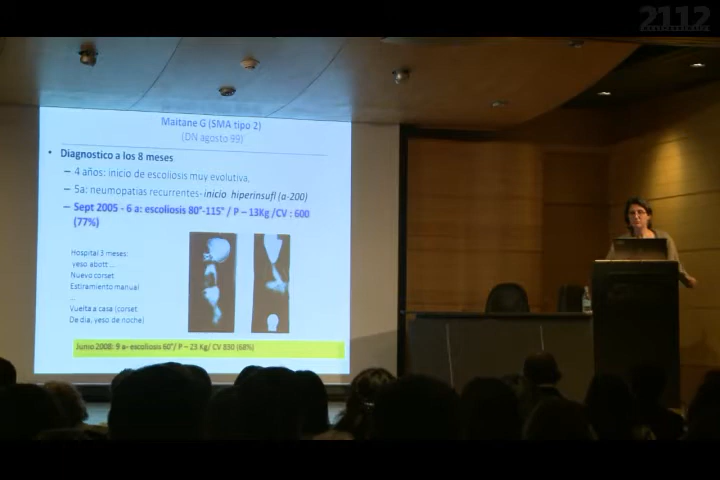 2112
Maitane G (SMA tipo 2)
(DN agosto 99)
• Diagnostico a los 8 meses
– 4 años: inicio de escoliosis muy evolutiva.
– 5a: neumopatias recurrentes- inicio hiperinsufl (a-200)
– Sept 2005 - 6 a: escoliosis 80°-115° / P – 13Kg /CV : 600
(77%)
Hospital 3 meses:
yeso abott ...
Nuevo corset
Estiramiento manual
...
Vuelta a casa (corset
De dia, yeso de noche)
Junio 2008: 9 a- escoliosis 60°/ P – 23 Kg/ CV 830 (68%)